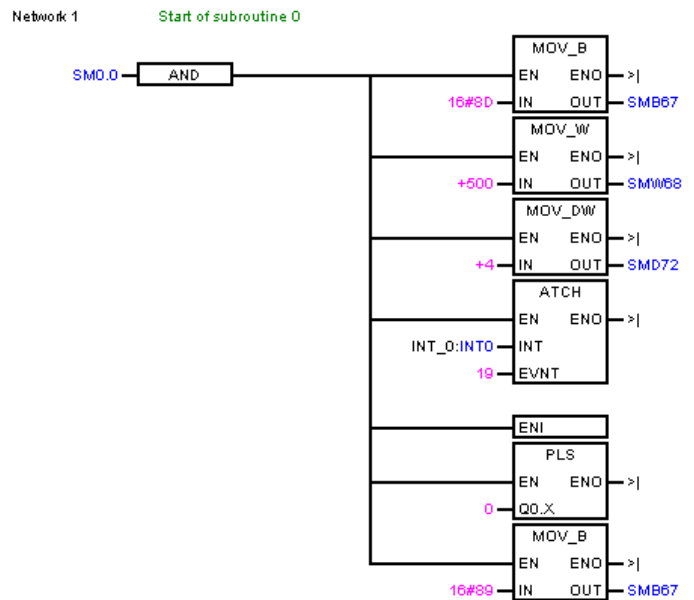 Network 1 Start of subroutine 0
MOV_B
SM0.0 AND EN ENO >|
16#8D IN OUT SMB67
MOV_W
EN ENO >|
+500 IN OUT SMW68
MOV_DW
EN ENO >|
+4 IN OUT SMD72
ATCH
EN ENO >|
INT_0:INT0 INT
19 EVNT
ENI
PLS
EN ENO >|
0 Q0.X
MOV_B
EN ENO >|
16#89 IN OUT SMB67